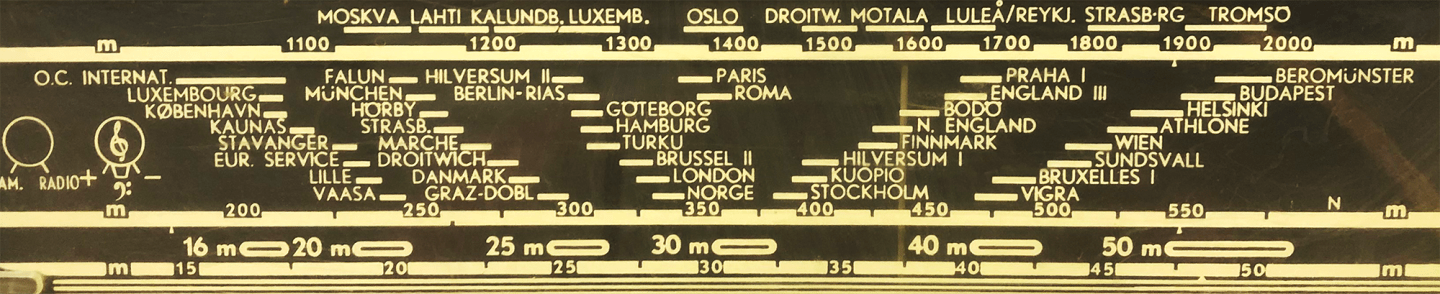 MOSKVA LAHTI KALUNDB. LUXEMB. OSLO DROITW. MOTALA LULEÅ/REYKJ. STRASB-RG TROMSÖ
m 1100 1200 1300 1400 1500 1600 1700 1800 1900 2000 m
O.C. INTERNAT. FALUN HILVERSUM II PARIS PRAHA I BEROMÜNSTER
LUXEMBOURG MÜNCHEN BERLIN-RIAS ROMA ENGLAND III BUDAPEST
KØBENHAVN HÖRBY GÖTEBORG BODÖ HELSINKI
KAUNAS STRASB. HAMBURG N. ENGLAND ATHLONE
STAVANGER MARCHE TURKU FINNMARK WIEN
EUR. SERVICE DROITWICH BRUSSEL II HILVERSUM I SUNDSVALL
AM. RADIO + - LILLE DANMARK LONDON KUOPIO BRUXELLES I
VAASA GRAZ-DOBL NORGE STOCKHOLM VIGRA
m 200 250 300 350 400 450 500 550 N m
16 m 20 m 25 m 30 m 40 m 50 m
m 15 20 25 30 35 40 45 50 m